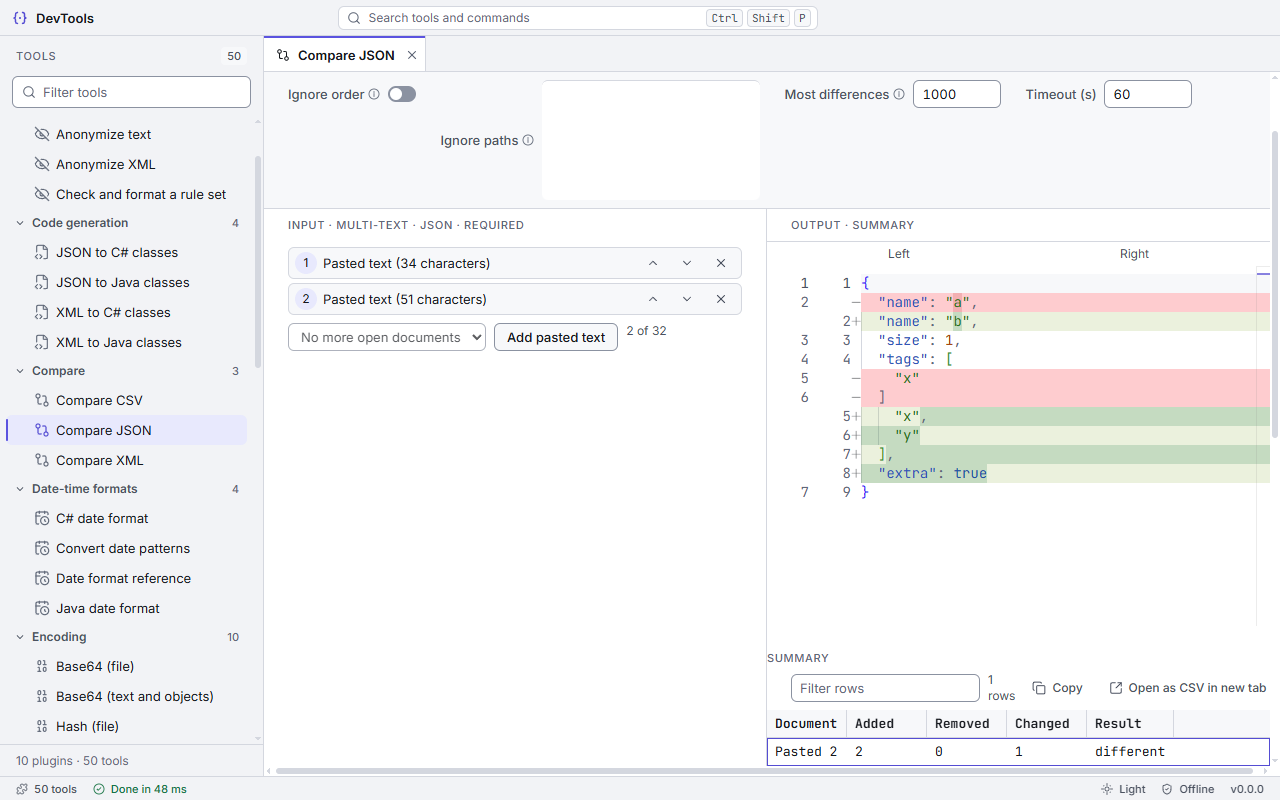 DevTools
Search tools and commands
Ctrl Shift P
TOOLS 50
Filter tools
Anonymize text
Anonymize XML
Check and format a rule set
Code generation 4
JSON to C# classes
JSON to Java classes
XML to C# classes
XML to Java classes
Compare 3
Compare CSV
Compare JSON
Compare XML
Date-time formats 4
C# date format
Convert date patterns
Date format reference
Java date format
Encoding 10
Base64 (file)
Base64 (text and objects)
Hash (file)
10 plugins · 50 tools
Compare JSON
Ignore order
Ignore paths
Most differences 1000
Timeout (s) 60
INPUT · MULTI-TEXT · JSON · REQUIRED
1 Pasted text (34 characters)
2 Pasted text (51 characters)
No more open documents Add pasted text 2 of 32
OUTPUT · SUMMARY
Left Right
1 1 {
2 − "name": "a",
2+ "name": "b",
3 3 "size": 1,
4 4 "tags": [
5 − "x"
6 − ]
5+ "x",
6+ "y"
7+ ],
8+ "extra": true
7 9 }
SUMMARY
Filter rows 1 rows Copy Open as CSV in new tab
Document Added Removed Changed Result
Pasted 2 2 0 1 different
50 tools Done in 48 ms Light Offline v0.0.0